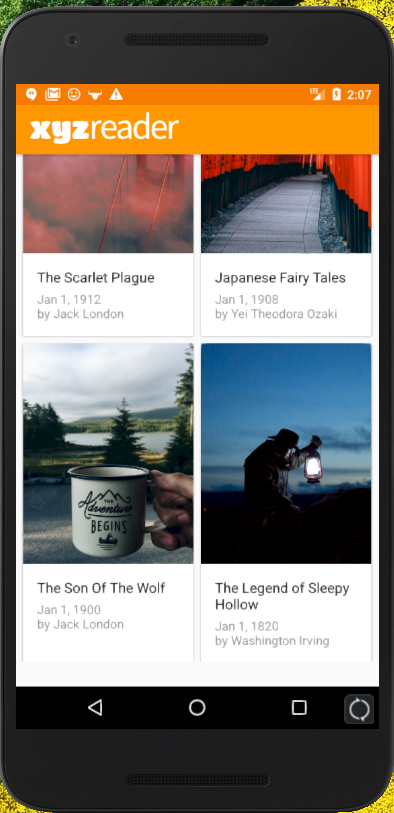 2:07
xyzreader
The Scarlet Plague
Jan 1, 1912
by Jack London
Japanese Fairy Tales
Jan 1, 1908
by Yei Theodora Ozaki
THE
Adventure
BEGINS
The Son Of The Wolf
Jan 1, 1900
by Jack London
The Legend of Sleepy
Hollow
Jan 1, 1820
by Washington Irving